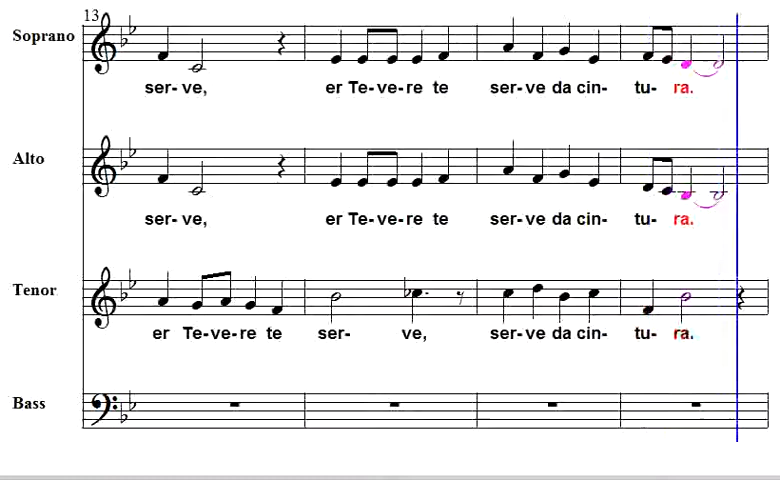 13
Soprano
ser- ve, er Te-ve-re te ser-ve da cin- tu- ra.
Alto
ser- ve, er Te-ve-re te ser-ve da cin- tu- ra.
Tenor
er Te-ve-re te ser- ve, ser-ve da cin- tu- ra.
Bass